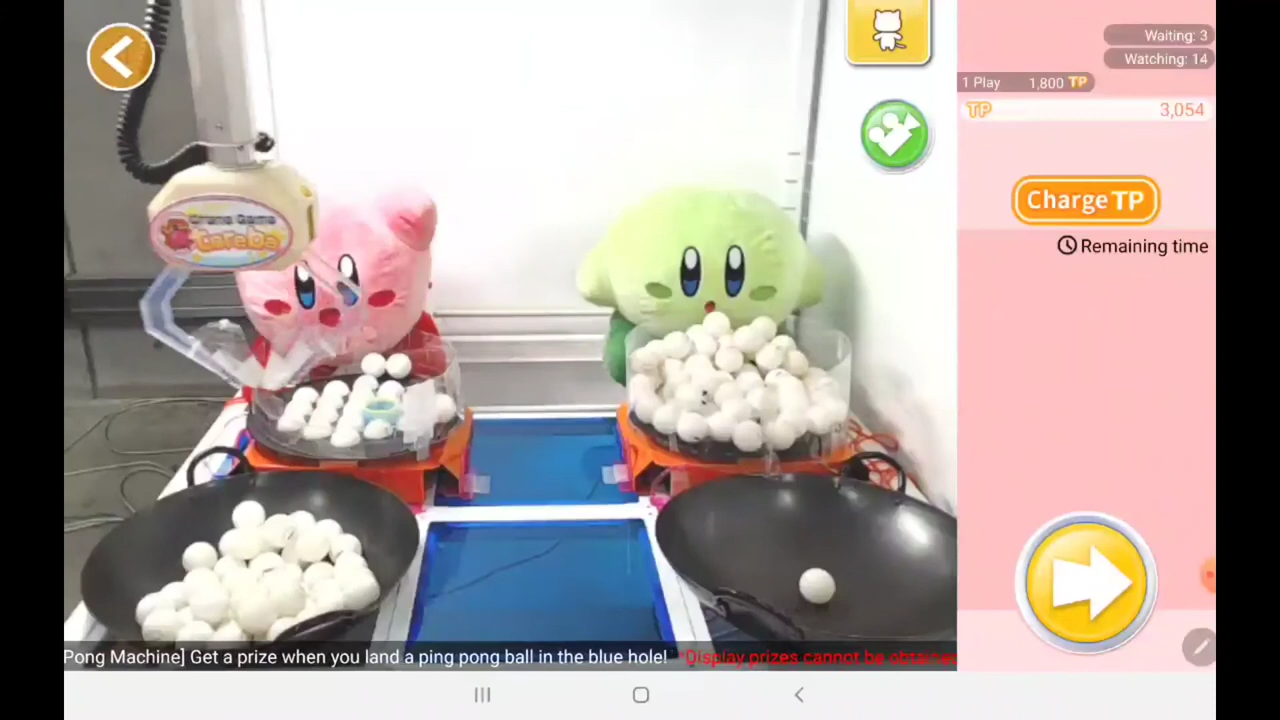 Waiting: 3
Watching: 14
1 Play 1,800 TP
TP 3,054
Charge TP
Remaining time
Crane Game
Toreba
Pong Machine] Get a prize when you land a ping pong ball in the blue hole! *Display prizes cannot be obtained